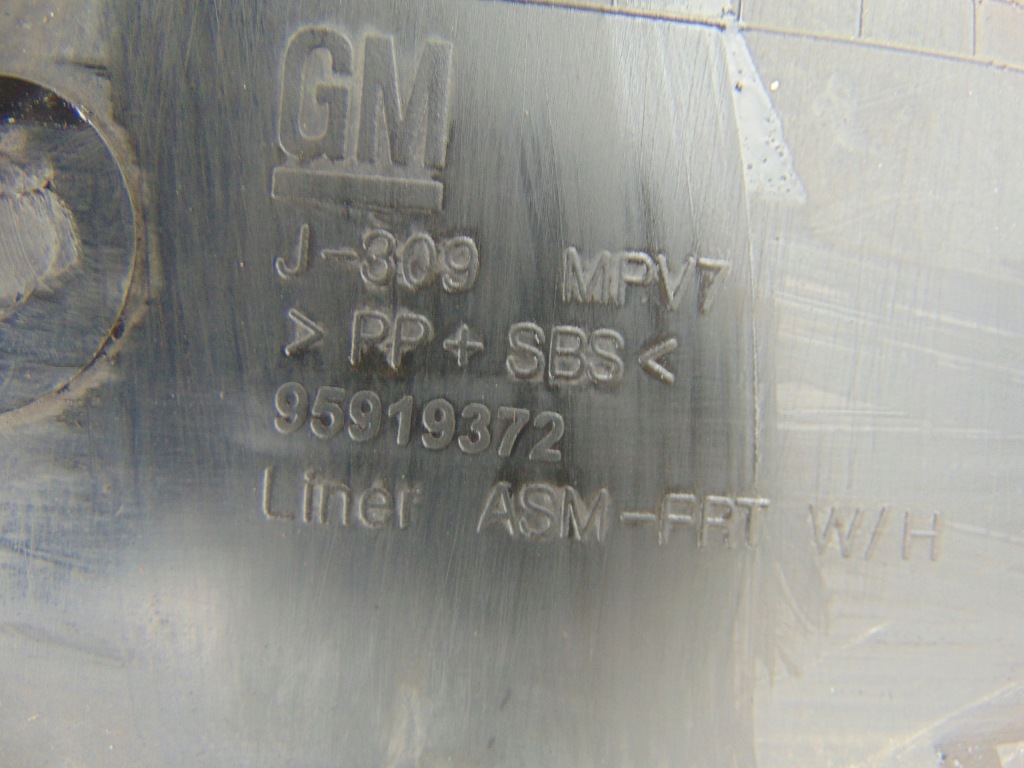 GM
J-309 MPV7
> PP + SBS <
95919372
Liner ASM-FRT W/H